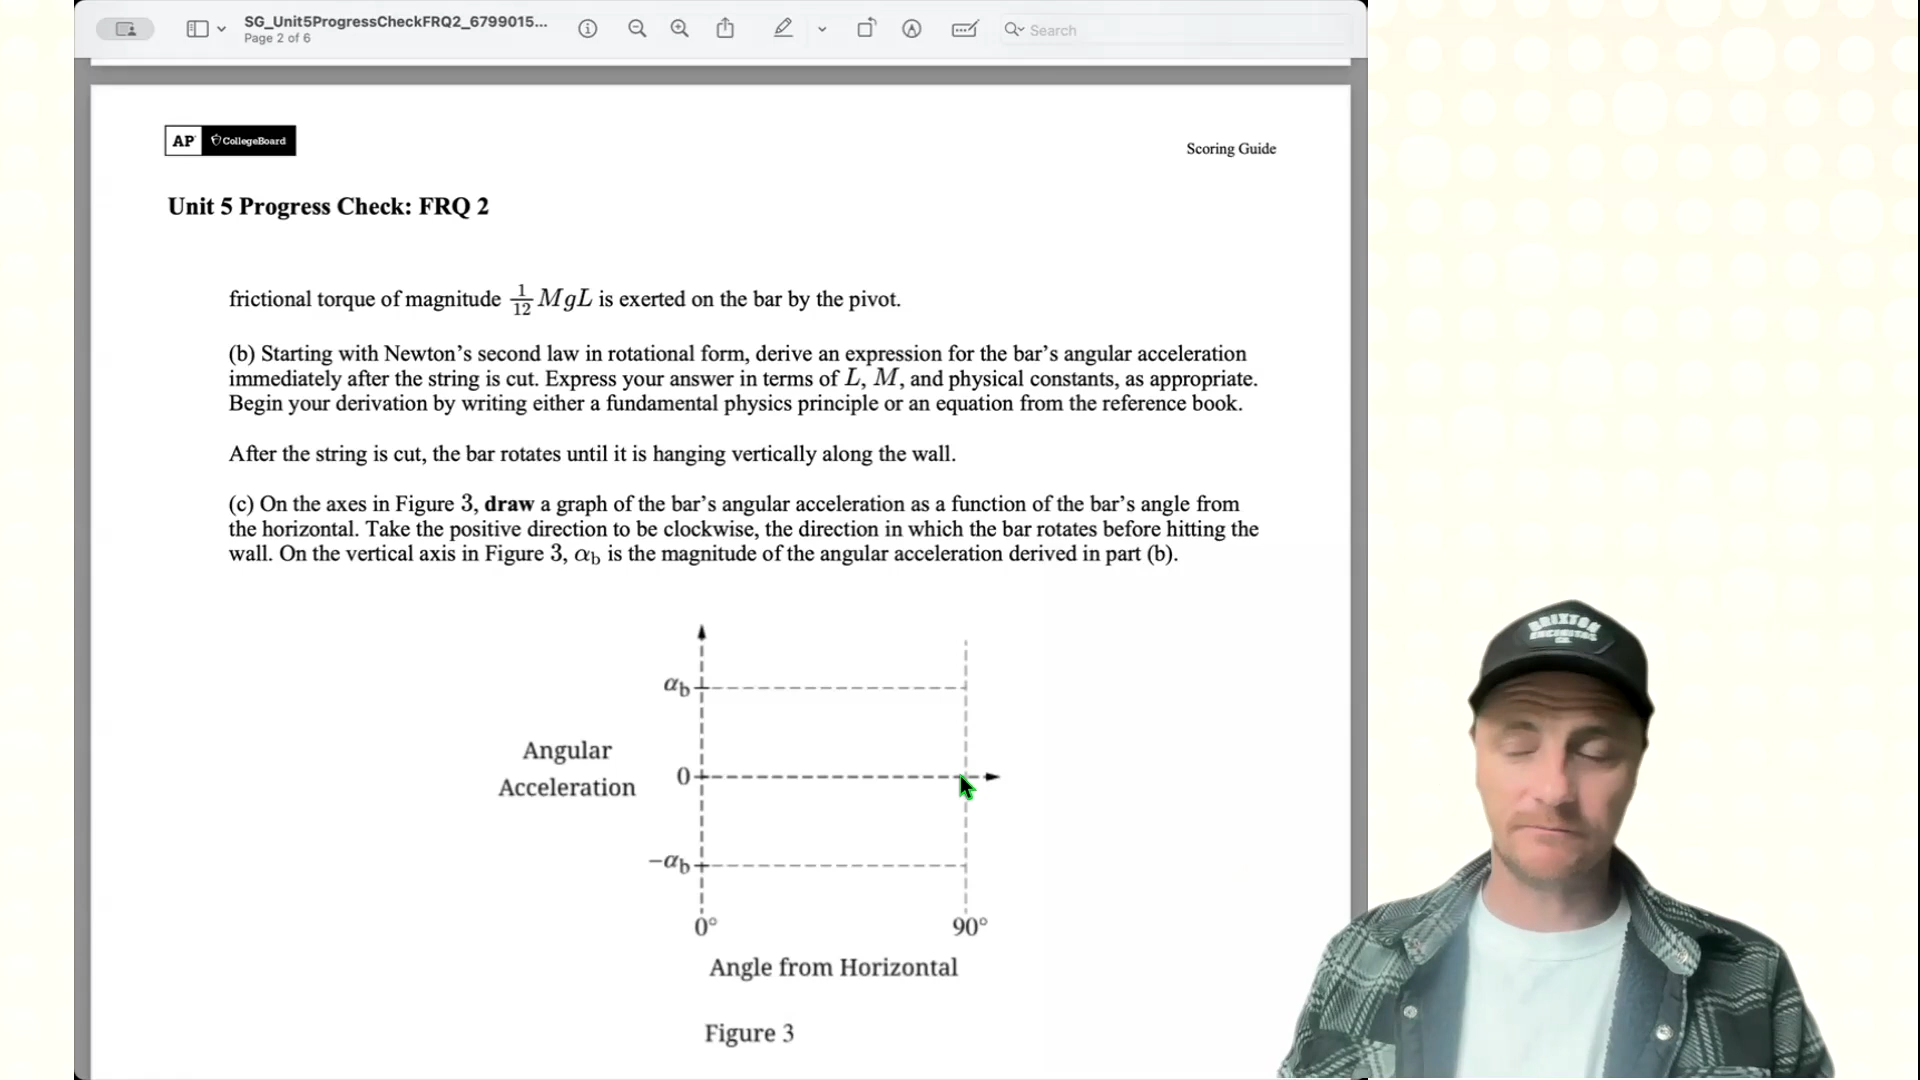 SG_Unit5ProgressCheckFRQ2_6799015...
Page 2 of 6
Search
AP CollegeBoard
Scoring Guide
Unit 5 Progress Check: FRQ 2
frictional torque of magnitude 1/12 MgL is exerted on the bar by the pivot.
(b) Starting with Newton's second law in rotational form, derive an expression for the bar's angular acceleration
immediately after the string is cut. Express your answer in terms of L, M, and physical constants, as appropriate.
Begin your derivation by writing either a fundamental physics principle or an equation from the reference book.
After the string is cut, the bar rotates until it is hanging vertically along the wall.
(c) On the axes in Figure 3, draw a graph of the bar's angular acceleration as a function of the bar's angle from
the horizontal. Take the positive direction to be clockwise, the direction in which the bar rotates before hitting the
wall. On the vertical axis in Figure 3, αb is the magnitude of the angular acceleration derived in part (b).
αb
Angular
Acceleration
0
−αb
0°
90°
Angle from Horizontal
Figure 3
BRIXTON